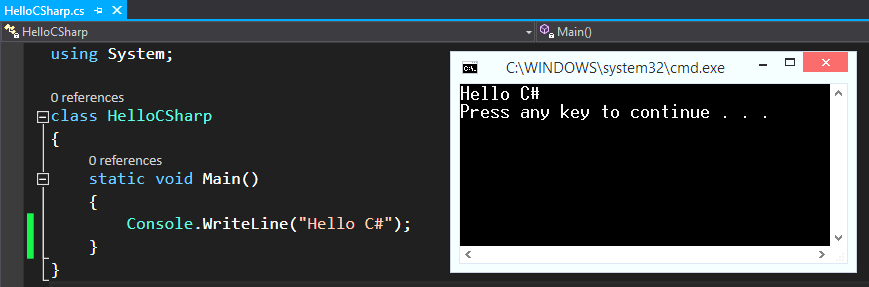 HelloCSharp.cs
HelloCSharp
Main()
using System;
0 references
class HelloCSharp
{
0 references
static void Main()
{
Console.WriteLine("Hello C#");
}
}
C:\WINDOWS\system32\cmd.exe
Hello C#
Press any key to continue . . .